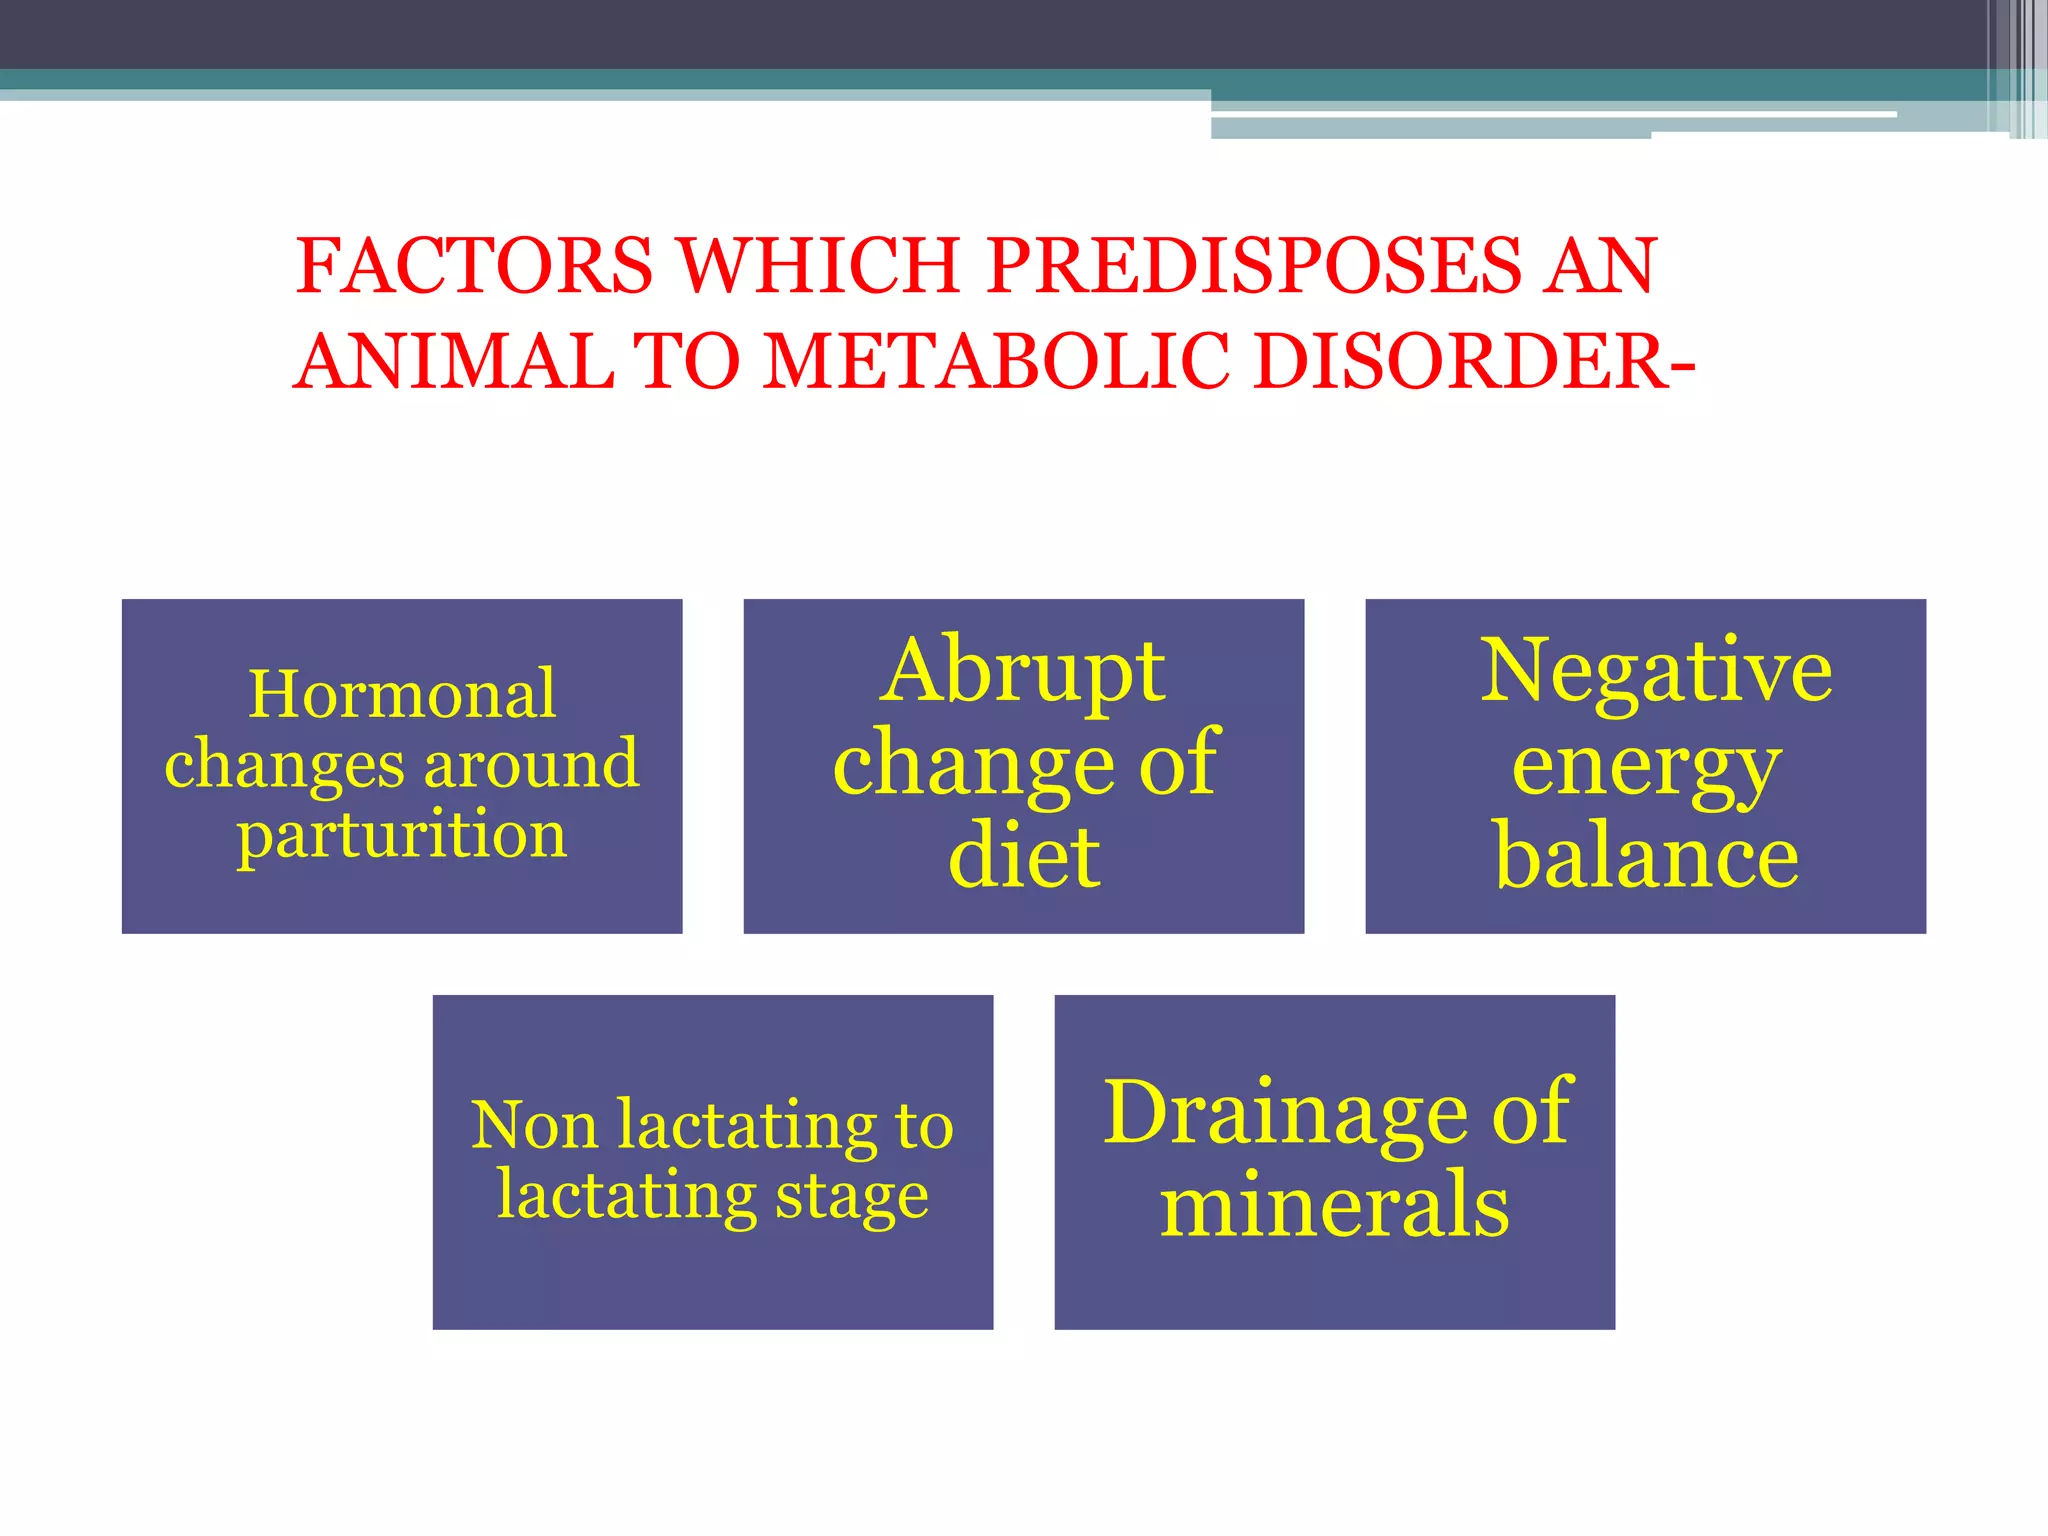 FACTORS WHICH PREDISPOSES AN
ANIMAL TO METABOLIC DISORDER-
Hormonal
changes around
parturition
Abrupt
change of
diet
Negative
energy
balance
Non lactating to
lactating stage
Drainage of
minerals